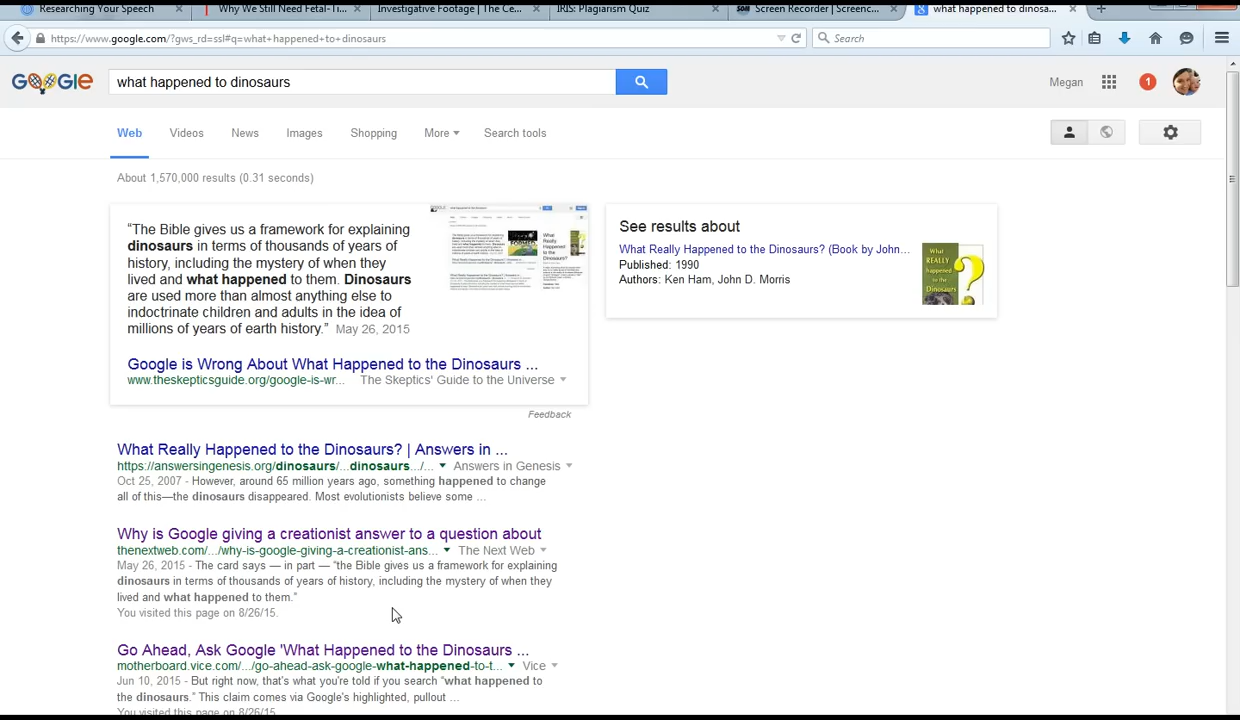 Researching Your Speech
Why We Still Need Fetal-Ti...
Investigative Footage | The Ce...
IRIS: Plagiarism Quiz
Screen Recorder | Screenc...
what happened to dinosa...
https://www.google.com/?gws_rd=ssl#q=what+happened+to+dinosaurs
Search
what happened to dinosaurs
Megan
1
Web
Videos
News
Images
Shopping
More
Search tools
About 1,570,000 results (0.31 seconds)
“The Bible gives us a framework for explaining
dinosaurs in terms of thousands of years of
history, including the mystery of when they
lived and what happened to them. Dinosaurs
are used more than almost anything else to
indoctrinate children and adults in the idea of
millions of years of earth history.” May 26, 2015
Google is Wrong About What Happened to the Dinosaurs ...
www.theskepticsguide.org/google-is-wr... The Skeptics' Guide to the Universe
Feedback
See results about
What Really Happened to the Dinosaurs? (Book by John...
Published: 1990
Authors: Ken Ham, John D. Morris
What
REALLY
happened
to the
Dinosaurs
?
What Really Happened to the Dinosaurs? | Answers in ...
https://answersingenesis.org/dinosaurs/...dinosaurs.../... Answers in Genesis
Oct 25, 2007 - However, around 65 million years ago, something happened to change
all of this—the dinosaurs disappeared. Most evolutionists believe some ...
Why is Google giving a creationist answer to a question about
thenextweb.com/.../why-is-google-giving-a-creationist-ans... The Next Web
May 26, 2015 - The card says — in part — “the Bible gives us a framework for explaining
dinosaurs in terms of thousands of years of history, including the mystery of when they
lived and what happened to them.”
You visited this page on 8/26/15.
Go Ahead, Ask Google 'What Happened to the Dinosaurs ...
motherboard.vice.com/.../go-ahead-ask-google-what-happened-to-t... Vice
Jun 10, 2015 - But right now, that's what you're told if you search “what happened to
the dinosaurs.” This claim comes via Google's highlighted, pullout ...
You visited this page on 8/26/15.